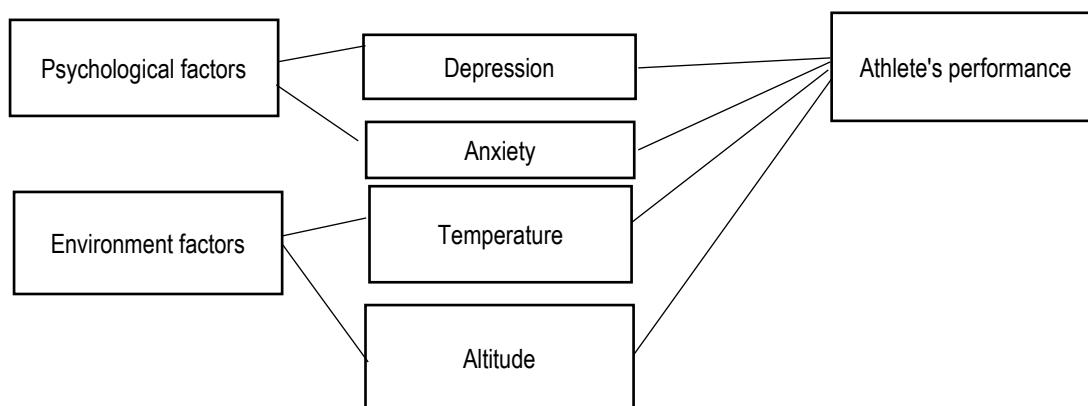 Psychological factors
Depression
Athlete's performance
Anxiety
Environment factors
Temperature
Altitude